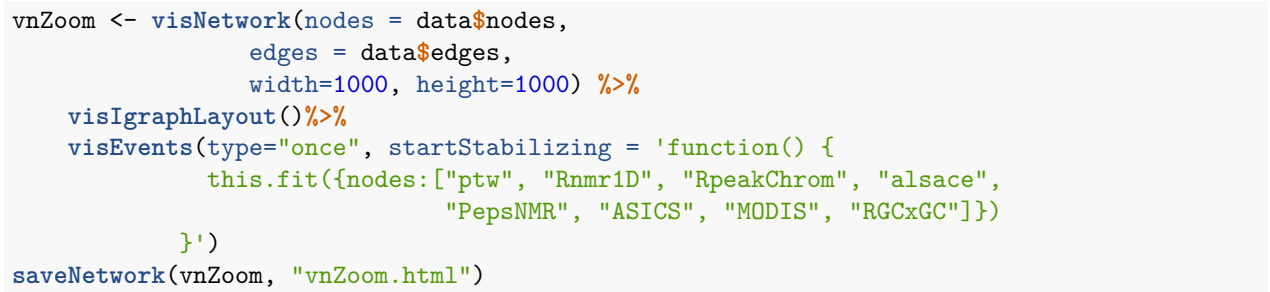 vnZoom <- visNetwork(nodes = data$nodes,
                   edges = data$edges,
                   width=1000, height=1000) %>%
    visIgraphLayout()%>%
    visEvents(type="once", startStabilizing = 'function() {
               this.fit({nodes:["ptw", "Rnmr1D", "RpeakChrom", "alsace",
                                  "PepsNMR", "ASICS", "MODIS", "RGCxGC"]})
             }')
saveNetwork(vnZoom, "vnZoom.html")